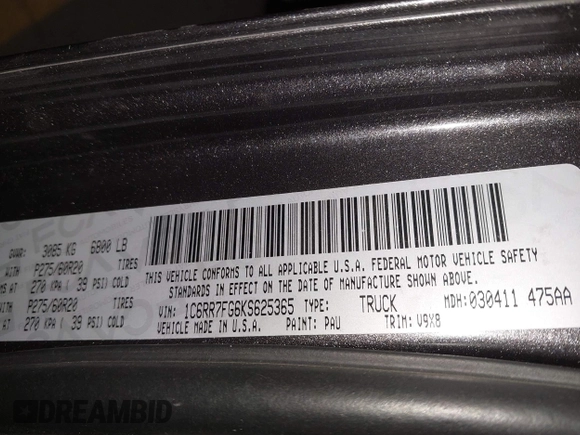 GVWR: 3085 KG 6800 LB
WITH P275/60R20 TIRES
AT 270 KPA ( 39 PSI) COLD
WITH P275/60R20 TIRES
AT 270 KPA ( 39 PSI) COLD
THIS VEHICLE CONFORMS TO ALL APPLICABLE U.S.A. FEDERAL MOTOR VEHICLE SAFETY
STANDARDS IN EFFECT ON THE DATE OF MANUFACTURE SHOWN ABOVE.
VIN: 1C6RR7FG6KS625365 TYPE: TRUCK MDH: 030411 475AA
VEHICLE MADE IN U.S.A. PAINT: PAU TRIM: V9X8
DREAMBID